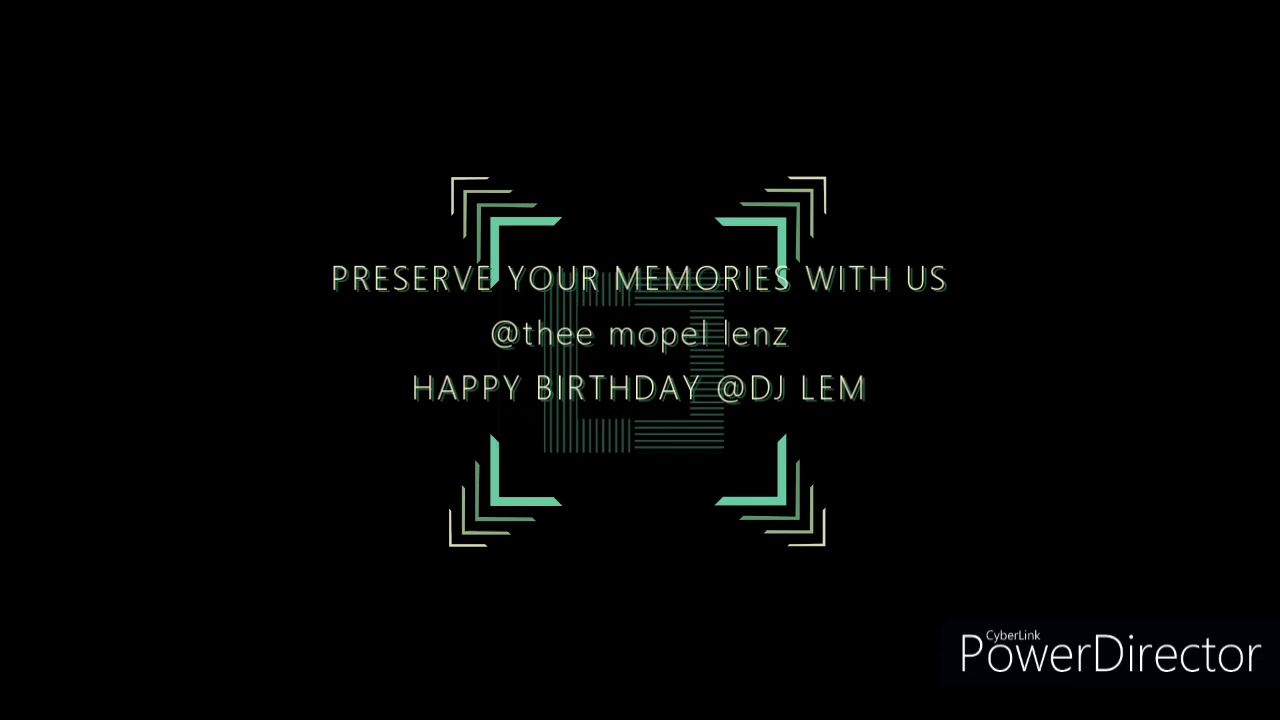 PRESERVE YOUR MEMORIES WITH US
@thee mopel lenz
HAPPY BIRTHDAY @DJ LEM
CyberLink
PowerDirector